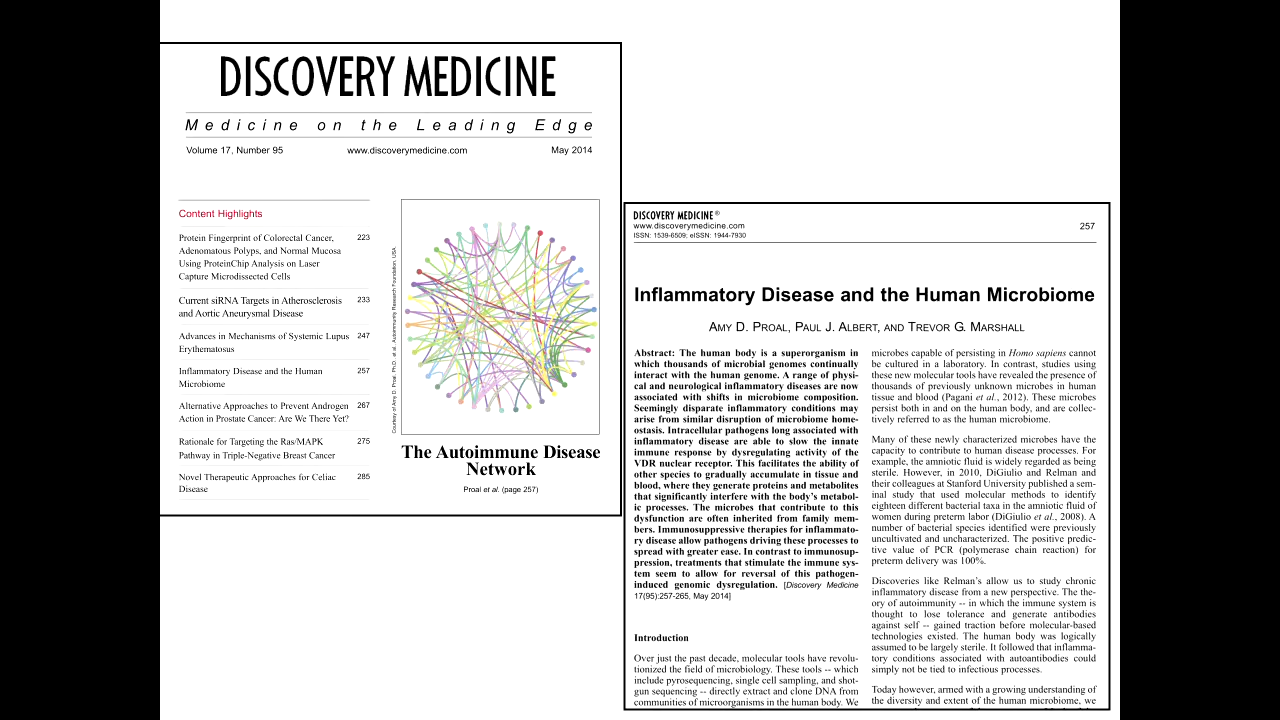 DISCOVERY MEDICINE
Medicine on the Leading Edge
Volume 17, Number 95 www.discoverymedicine.com May 2014
Content Highlights
Protein Fingerprint of Colorectal Cancer, 223
Adenomatous Polyps, and Normal Mucosa
Using ProteinChip Analysis on Laser
Capture Microdissected Cells
Current siRNA Targets in Atherosclerosis 233
and Aortic Aneurysmal Disease
Advances in Mechanisms of Systemic Lupus 247
Erythematosus
Inflammatory Disease and the Human 257
Microbiome
Alternative Approaches to Prevent Androgen 267
Action in Prostate Cancer: Are We There Yet?
Rationale for Targeting the Ras/MAPK 275
Pathway in Triple-Negative Breast Cancer
Novel Therapeutic Approaches for Celiac 285
Disease
Courtesy of Amy D. Proal, Ph.D., et al., Autoimmunity Research Foundation, USA.
The Autoimmune Disease
Network
Proal et al. (page 257)
DISCOVERY MEDICINE®
www.discoverymedicine.com 257
ISSN: 1539-6509; eISSN: 1944-7930
Inflammatory Disease and the Human Microbiome
AMY D. PROAL, PAUL J. ALBERT, AND TREVOR G. MARSHALL
Abstract: The human body is a superorganism in
which thousands of microbial genomes continually
interact with the human genome. A range of physi-
cal and neurological inflammatory diseases are now
associated with shifts in microbiome composition.
Seemingly disparate inflammatory conditions may
arise from similar disruption of microbiome home-
ostasis. Intracellular pathogens long associated with
inflammatory disease are able to slow the innate
immune response by dysregulating activity of the
VDR nuclear receptor. This facilitates the ability of
other species to gradually accumulate in tissue and
blood, where they generate proteins and metabolites
that significantly interfere with the body's metabol-
ic processes. The microbes that contribute to this
dysfunction are often inherited from family mem-
bers. Immunosuppressive therapies for inflammato-
ry disease allow pathogens driving these processes to
spread with greater ease. In contrast to immunosup-
pression, treatments that stimulate the immune sys-
tem seem to allow for reversal of this pathogen-
induced genomic dysregulation. [Discovery Medicine
17(95):257-265, May 2014]
Introduction
Over just the past decade, molecular tools have revolu-
tionized the field of microbiology. These tools -- which
include pyrosequencing, single cell sampling, and shot-
gun sequencing -- directly extract and clone DNA from
communities of microorganisms in the human body. We
microbes capable of persisting in Homo sapiens cannot
be cultured in a laboratory. In contrast, studies using
these new molecular tools have revealed the presence of
thousands of previously unknown microbes in human
tissue and blood (Pagani et al., 2012). These microbes
persist both in and on the human body, and are collec-
tively referred to as the human microbiome.
Many of these newly characterized microbes have the
capacity to contribute to human disease processes. For
example, the amniotic fluid is widely regarded as being
sterile. However, in 2010, DiGiulio and Relman and
their colleagues at Stanford University published a sem-
inal study that used molecular methods to identify
eighteen different bacterial taxa in the amniotic fluid of
women during preterm labor (DiGiulio et al., 2008). A
number of bacterial species identified were previously
uncultivated and uncharacterized. The positive predic-
tive value of PCR (polymerase chain reaction) for
preterm delivery was 100%.
Discoveries like Relman's allow us to study chronic
inflammatory disease from a new perspective. The the-
ory of autoimmunity -- in which the immune system is
thought to lose tolerance and generate antibodies
against self -- gained traction before molecular-based
technologies existed. The human body was logically
assumed to be largely sterile. It followed that inflamma-
tory conditions associated with autoantibodies could
simply not be tied to infectious processes.
Today however, armed with a growing understanding of
the diversity and extent of the human microbiome, we